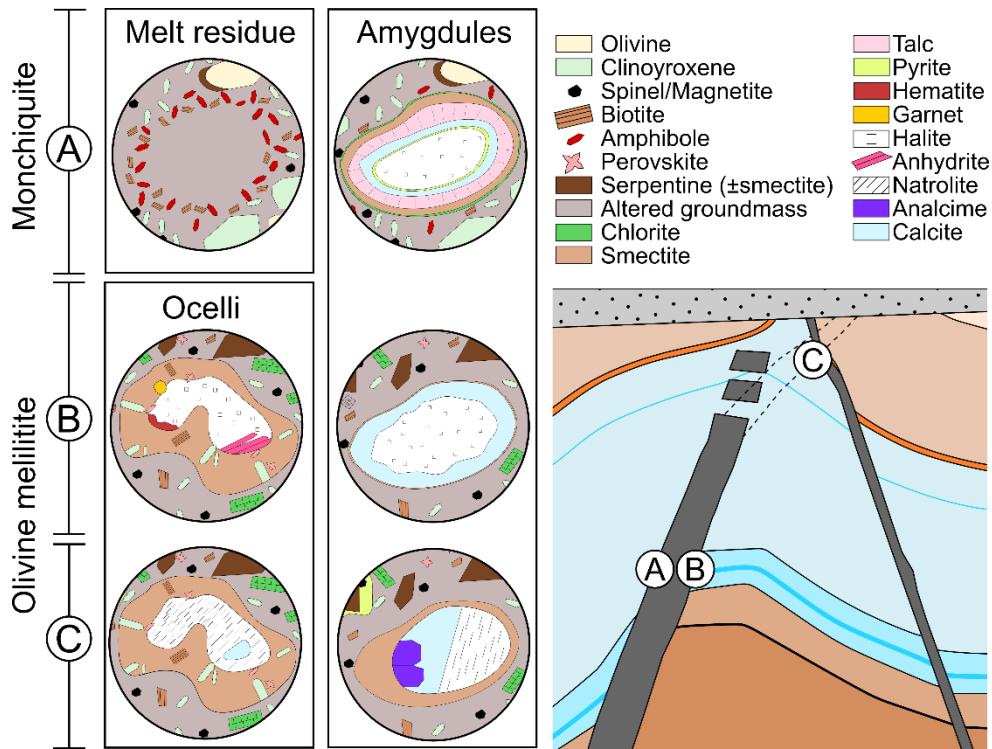 Melt residue
Amygdules
Monchiquite
A
Ocelli
Olivine mellilitite
B
C
Olivine
Clinoyroxene
Spinel/Magnetite
Biotite
Amphibole
Perovskite
Serpentine (±smectite)
Altered groundmass
Chlorite
Smectite
Talc
Pyrite
Hematite
Garnet
Halite
Anhydrite
Natrolite
Analcime
Calcite
C
A
B